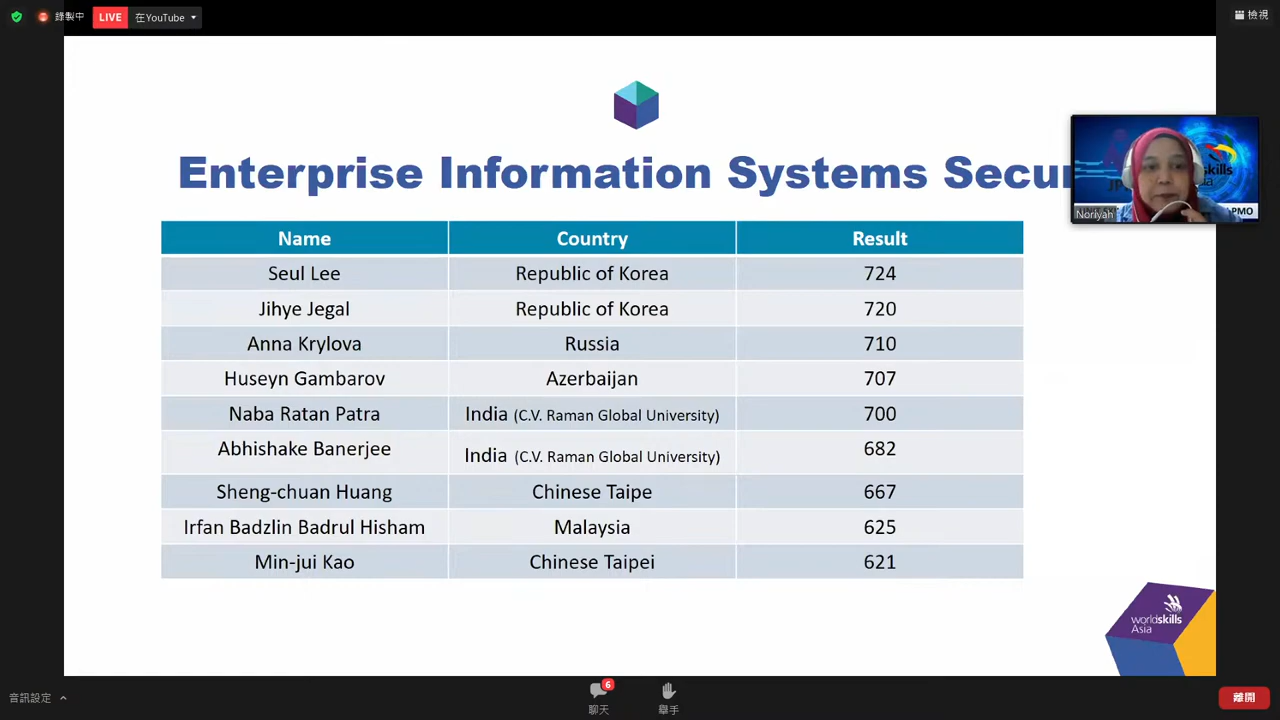 錄製中
LIVE
在YouTube
檢視
Enterprise Information Systems Secu
Noriyah
Name Country Result
Seul Lee Republic of Korea 724
Jihye Jegal Republic of Korea 720
Anna Krylova Russia 710
Huseyn Gambarov Azerbaijan 707
Naba Ratan Patra India (C.V. Raman Global University) 700
Abhishake Banerjee India (C.V. Raman Global University) 682
Sheng-chuan Huang Chinese Taipe 667
Irfan Badzlin Badrul Hisham Malaysia 625
Min-jui Kao Chinese Taipei 621
worldskills
Asia
音訊設定
6
聊天
舉手
離開